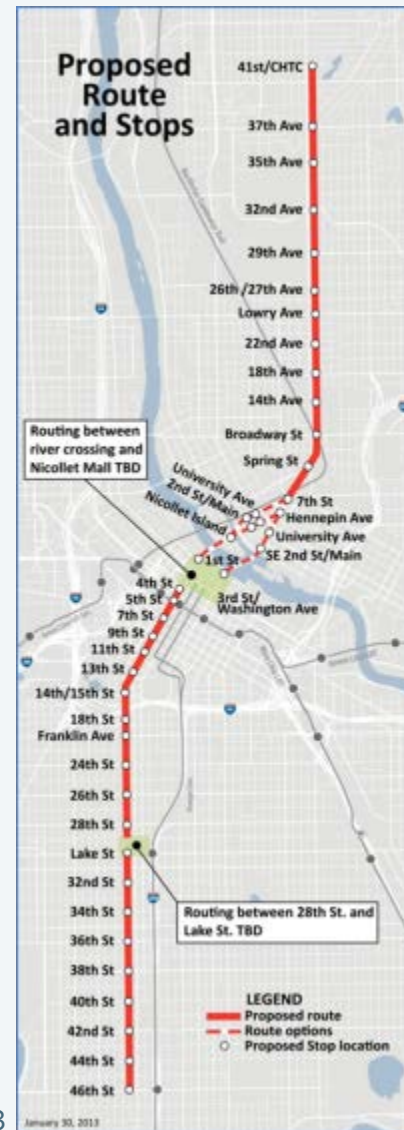 Proposed
Route
and Stops
41st/CHTC
37th Ave
35th Ave
32nd Ave
29th Ave
26th /27th Ave
Lowry Ave
22nd Ave
18th Ave
14th Ave
Broadway St
Routing between
river crossing and
Nicollet Mall TBD
Spring St
University Ave
2nd St/Main
Nicollet Island
7th St
Hennepin Ave
University Ave
SE 2nd St/Main
1st St
3rd St/
Washington Ave
4th St
5th St
7th St
9th St
11th St
13th St
14th/15th St
18th St
Franklin Ave
24th St
26th St
28th St
Lake St
32nd St
34th St
Routing between 28th St. and
Lake St. TBD
36th St
38th St
40th St
42nd St
44th St
46th St
LEGEND
Proposed route
Route options
Proposed Stop location
January 30, 2013
3